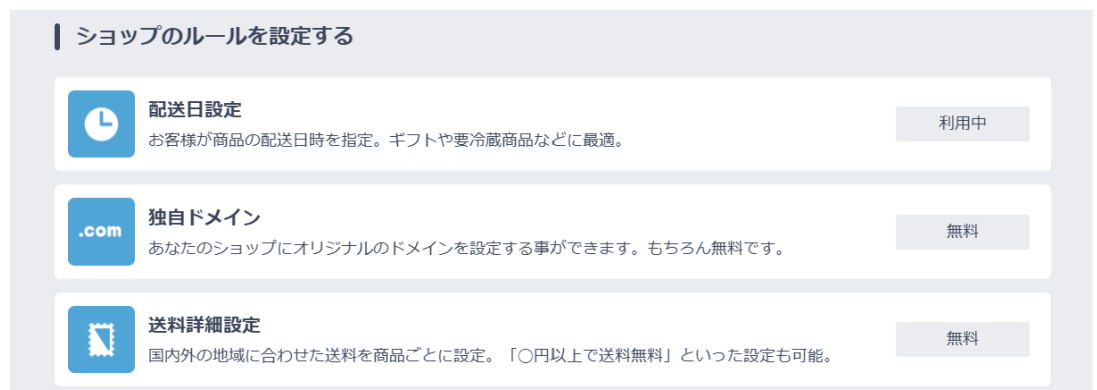 ショップのルールを設定する
配送日設定
お客様が商品の配送日時を指定。ギフトや要冷蔵商品などに最適。
利用中
.com
独自ドメイン
あなたのショップにオリジナルのドメインを設定する事ができます。もちろん無料です。
無料
送料詳細設定
国内外の地域に合わせた送料を商品ごとに設定。「○円以上で送料無料」といった設定も可能。
無料